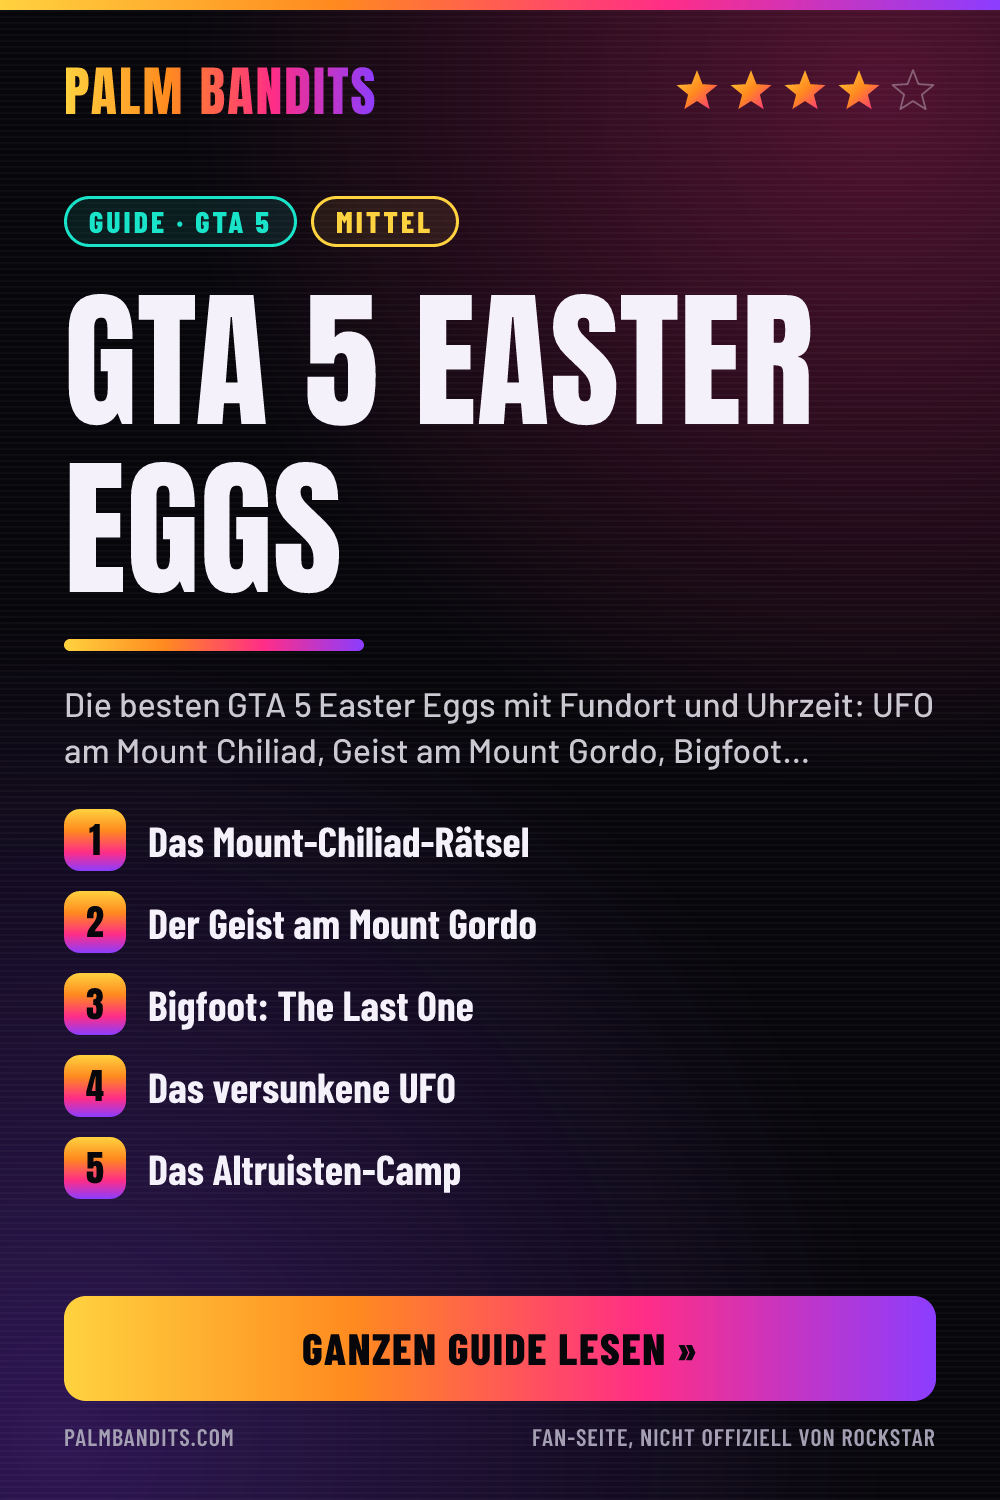 PALM BANDITS
GUIDE · GTA 5
MITTEL
GTA 5 EASTER
EGGS
Die besten GTA 5 Easter Eggs mit Fundort und Uhrzeit: UFO
am Mount Chiliad, Geist am Mount Gordo, Bigfoot…
1 Das Mount-Chiliad-Rätsel
2 Der Geist am Mount Gordo
3 Bigfoot: The Last One
4 Das versunkene UFO
5 Das Altruisten-Camp
GANZEN GUIDE LESEN »
PALMBANDITS.COM
FAN-SEITE, NICHT OFFIZIELL VON ROCKSTAR